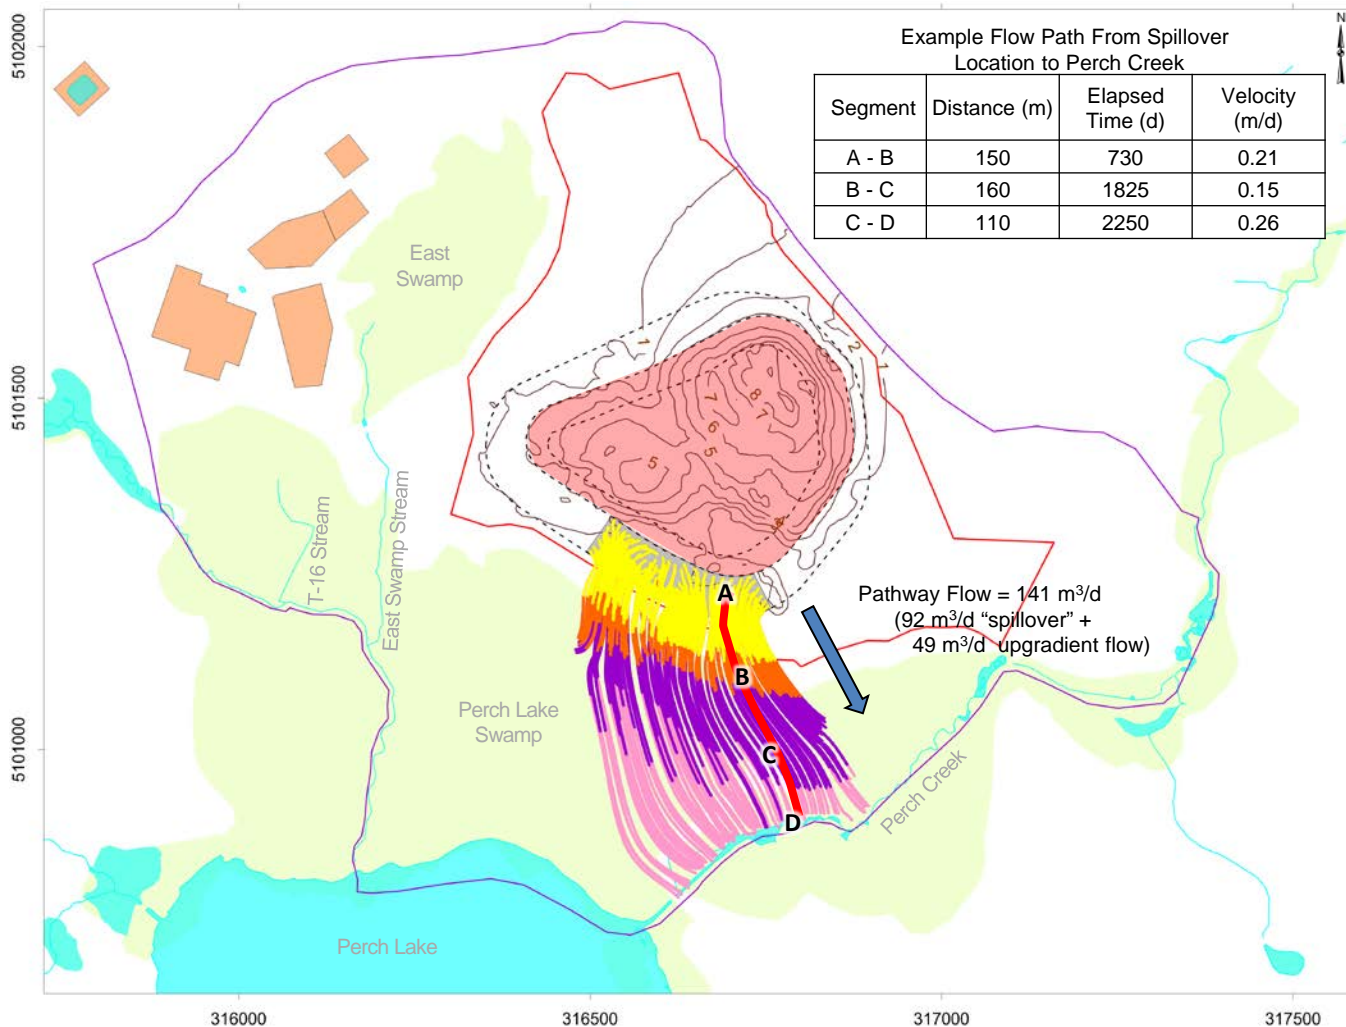 5102000
5101500
5101000
316000
316500
317000
317500
N
Example Flow Path From Spillover
Location to Perch Creek
Segment Distance (m) Elapsed Time (d) Velocity (m/d)
A - B 150 730 0.21
B - C 160 1825 0.15
C - D 110 2250 0.26
East
Swamp
1
2
1
8
7
7
6
5
5
T-16 Stream
East Swamp Stream
A
B
C
D
Pathway Flow = 141 m³/d
(92 m³/d “spillover” +
49 m³/d upgradient flow)
Perch Lake
Swamp
Perch Creek
Perch Lake